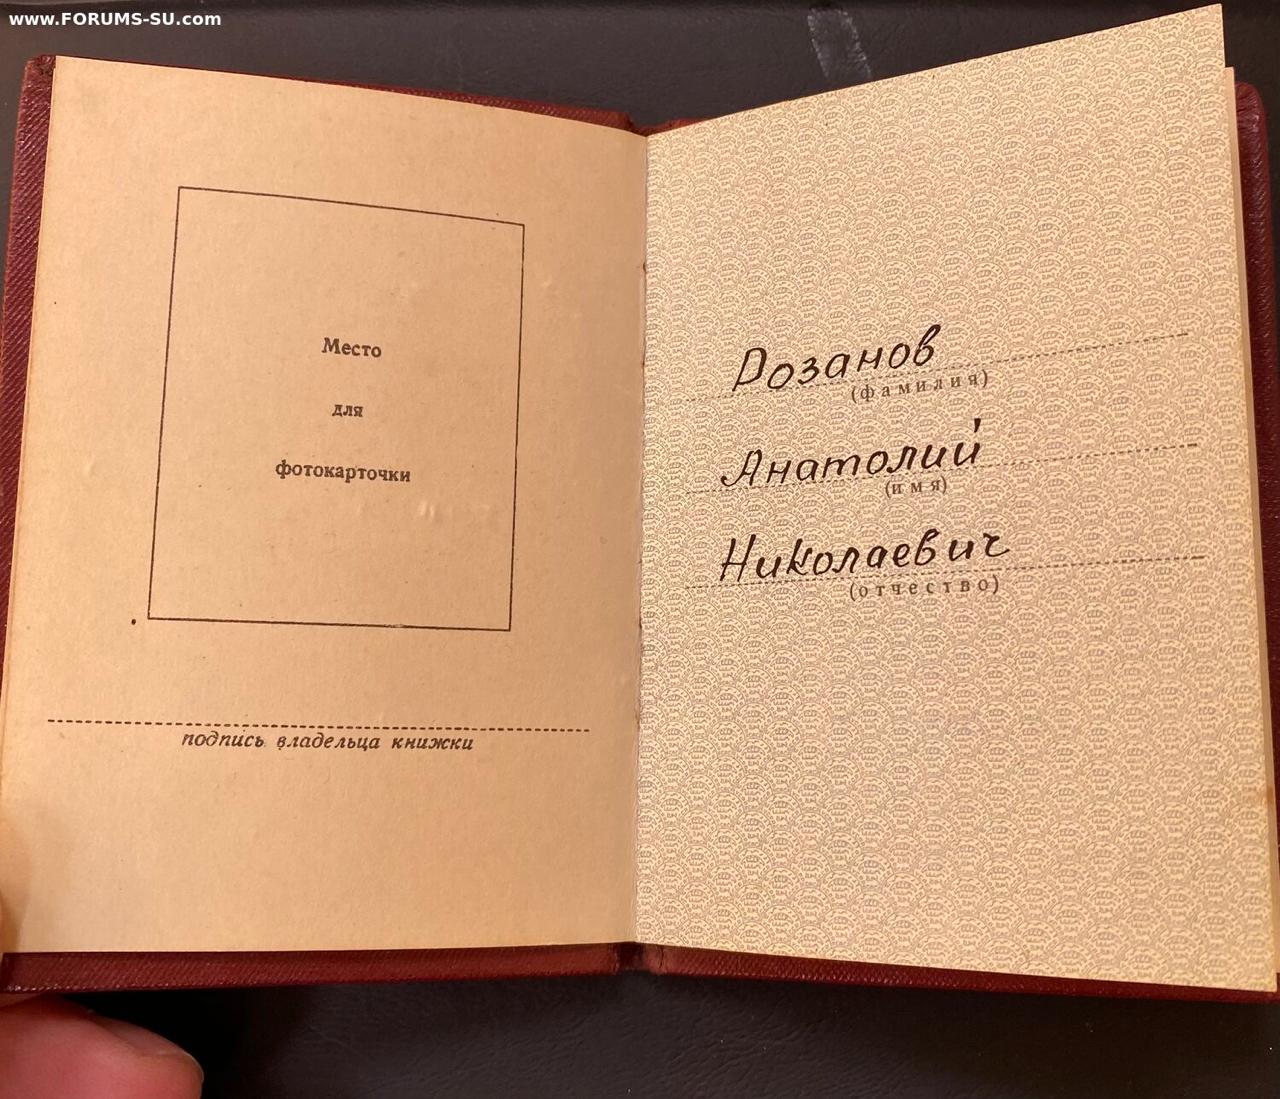 www.FORUMS-SU.com
Место
для
фотокарточки
подпись владельца книжки
Розанов
(фамилия)
Анатолий
(имя)
Николаевич
(отчество)